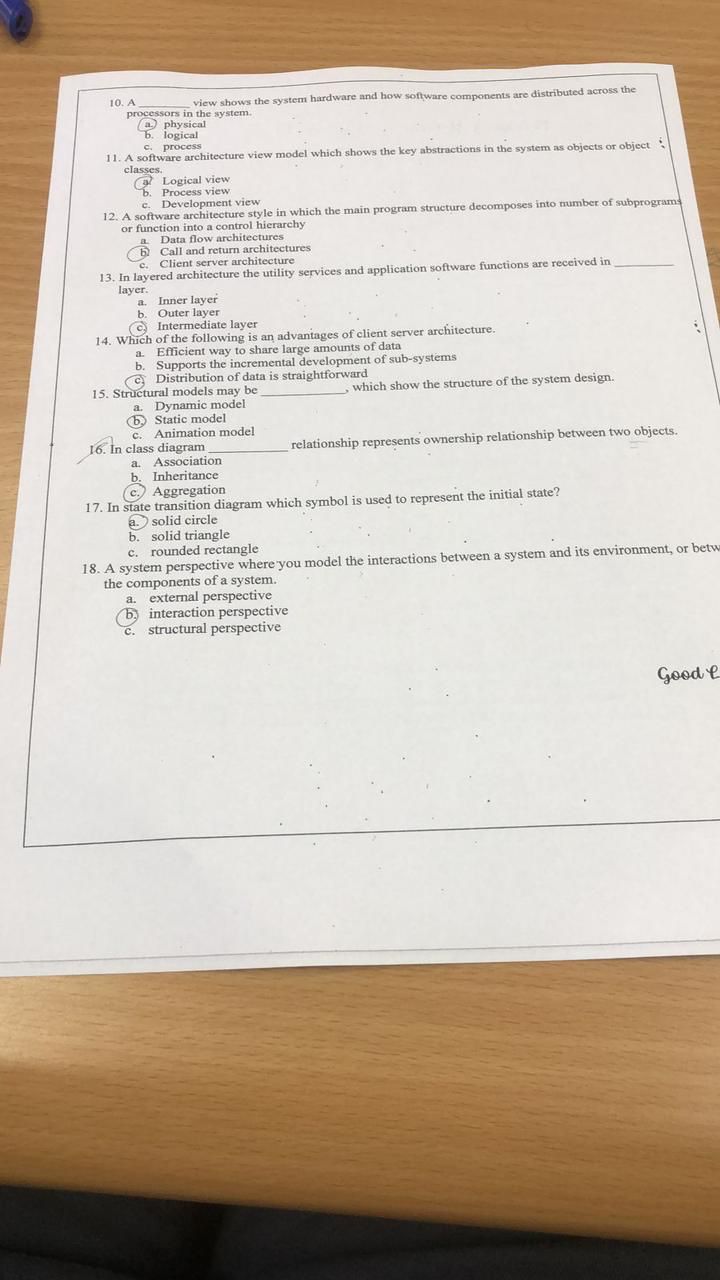 10. A ________ view shows the system hardware and how software components are distributed across the
processors in the system.
a. physical
b. logical
c. process
11. A software architecture view model which shows the key abstractions in the system as objects or object
classes.
a. Logical view
b. Process view
c. Development view
12. A software architecture style in which the main program structure decomposes into number of subprograms
or function into a control hierarchy
a. Data flow architectures
b. Call and return architectures
c. Client server architecture
13. In layered architecture the utility services and application software functions are received in ________
layer.
a. Inner layer
b. Outer layer
c. Intermediate layer
14. Which of the following is an advantages of client server architecture.
a. Efficient way to share large amounts of data
b. Supports the incremental development of sub-systems
c. Distribution of data is straightforward
15. Structural models may be ____________, which show the structure of the system design.
a. Dynamic model
b. Static model
c. Animation model
16. In class diagram ___________ relationship represents ownership relationship between two objects.
a. Association
b. Inheritance
c. Aggregation
17. In state transition diagram which symbol is used to represent the initial state?
a. solid circle
b. solid triangle
c. rounded rectangle
18. A system perspective where you model the interactions between a system and its environment, or betw
the components of a system.
a. external perspective
b. interaction perspective
c. structural perspective
Good